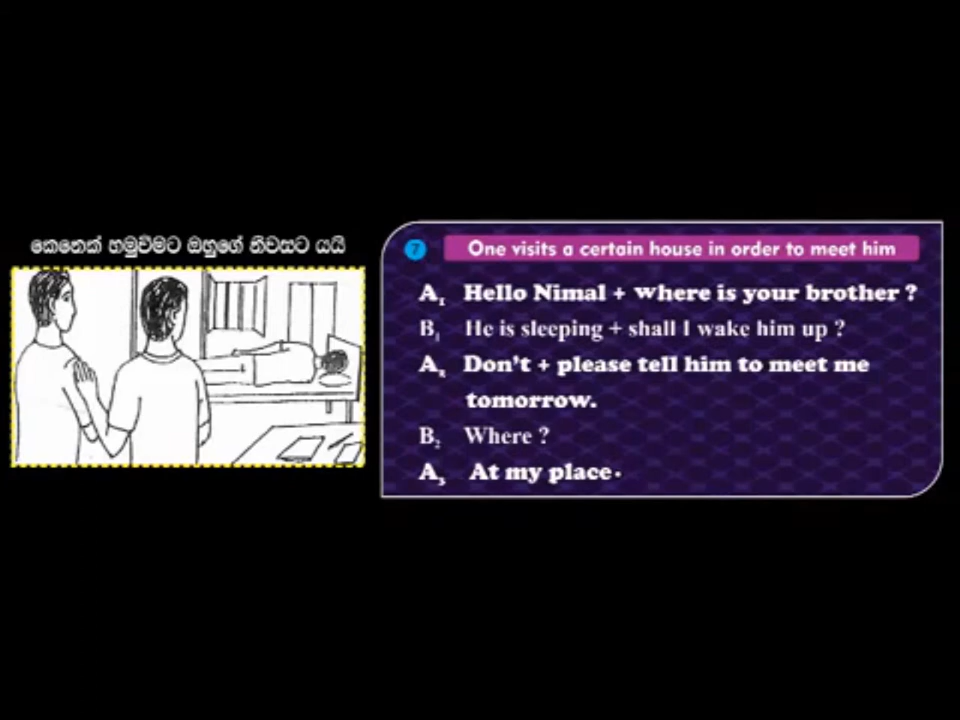 කෙනෙක් හමුවීමට ඔහුගේ නිවසට යයි
7 One visits a certain house in order to meet him
A₁ Hello Nimal + where is your brother ?
B₁ He is sleeping + shall I wake him up ?
A₂ Don't + please tell him to meet me
tomorrow.
B₂ Where ?
A₃ At my place.